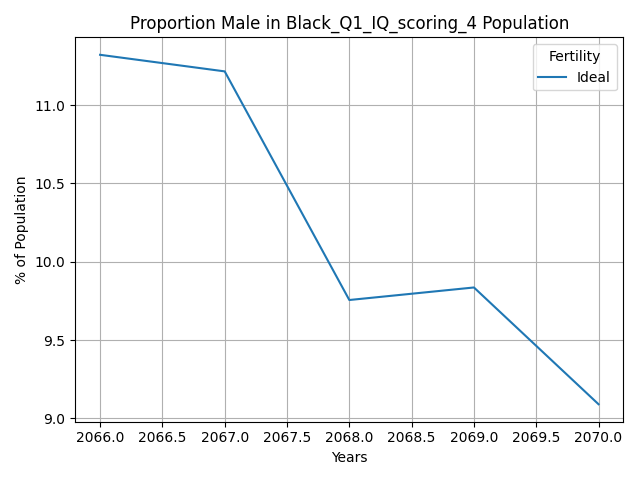 Proportion Male in Black_Q1_IQ_scoring_4 Population
Fertility
Ideal
% of Population
11.0
10.5
10.0
9.5
9.0
2066.0 2066.5 2067.0 2067.5 2068.0 2068.5 2069.0 2069.5 2070.0
Years